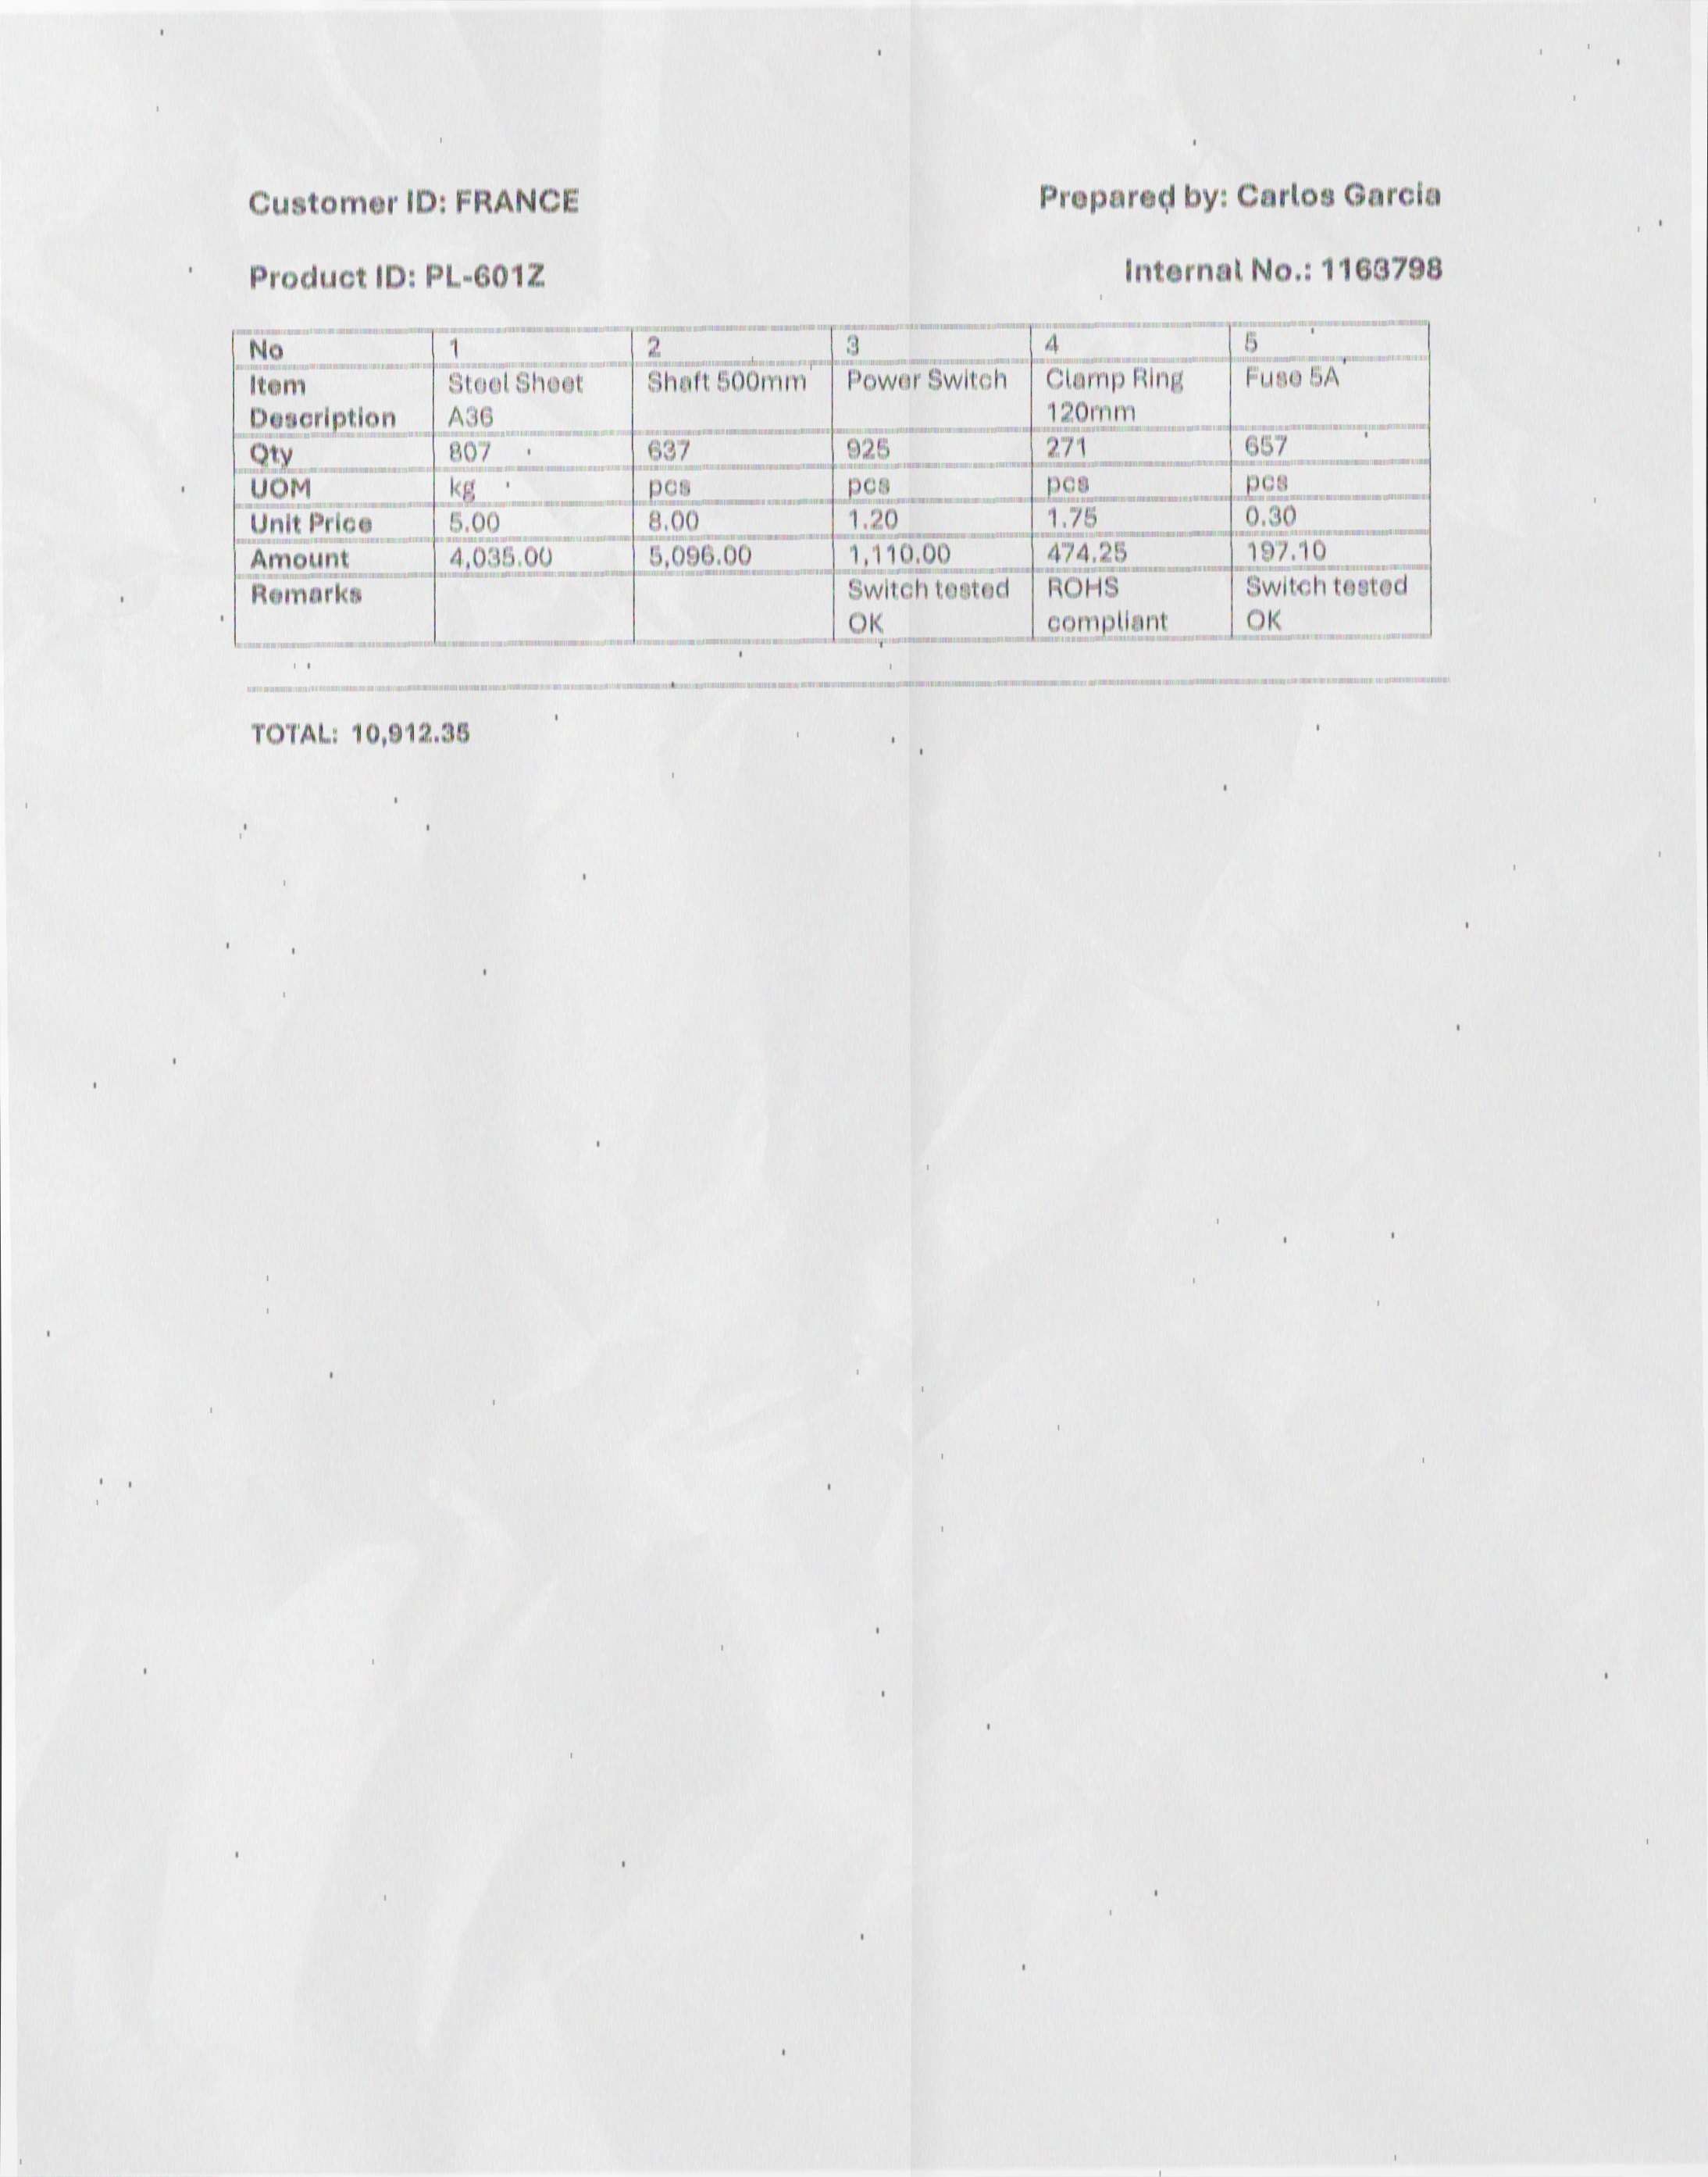 Customer ID: FRANCE
Prepared by: Carlos Garcia
Product ID: PL-601Z
Internal No.: 1163798
No 1 2 3 4 5
Item Description Steel Sheet A36 Shaft 500mm Power Switch Clamp Ring 120mm Fuse 5A
Qty 807 637 925 271 657
UOM kg pcs pcs pcs pcs
Unit Price 5.00 8.00 1.20 1.75 0.30
Amount 4,035.00 5,096.00 1,110.00 474.25 197.10
Remarks Switch tested OK ROHS compliant Switch tested OK
TOTAL: 10,912.35